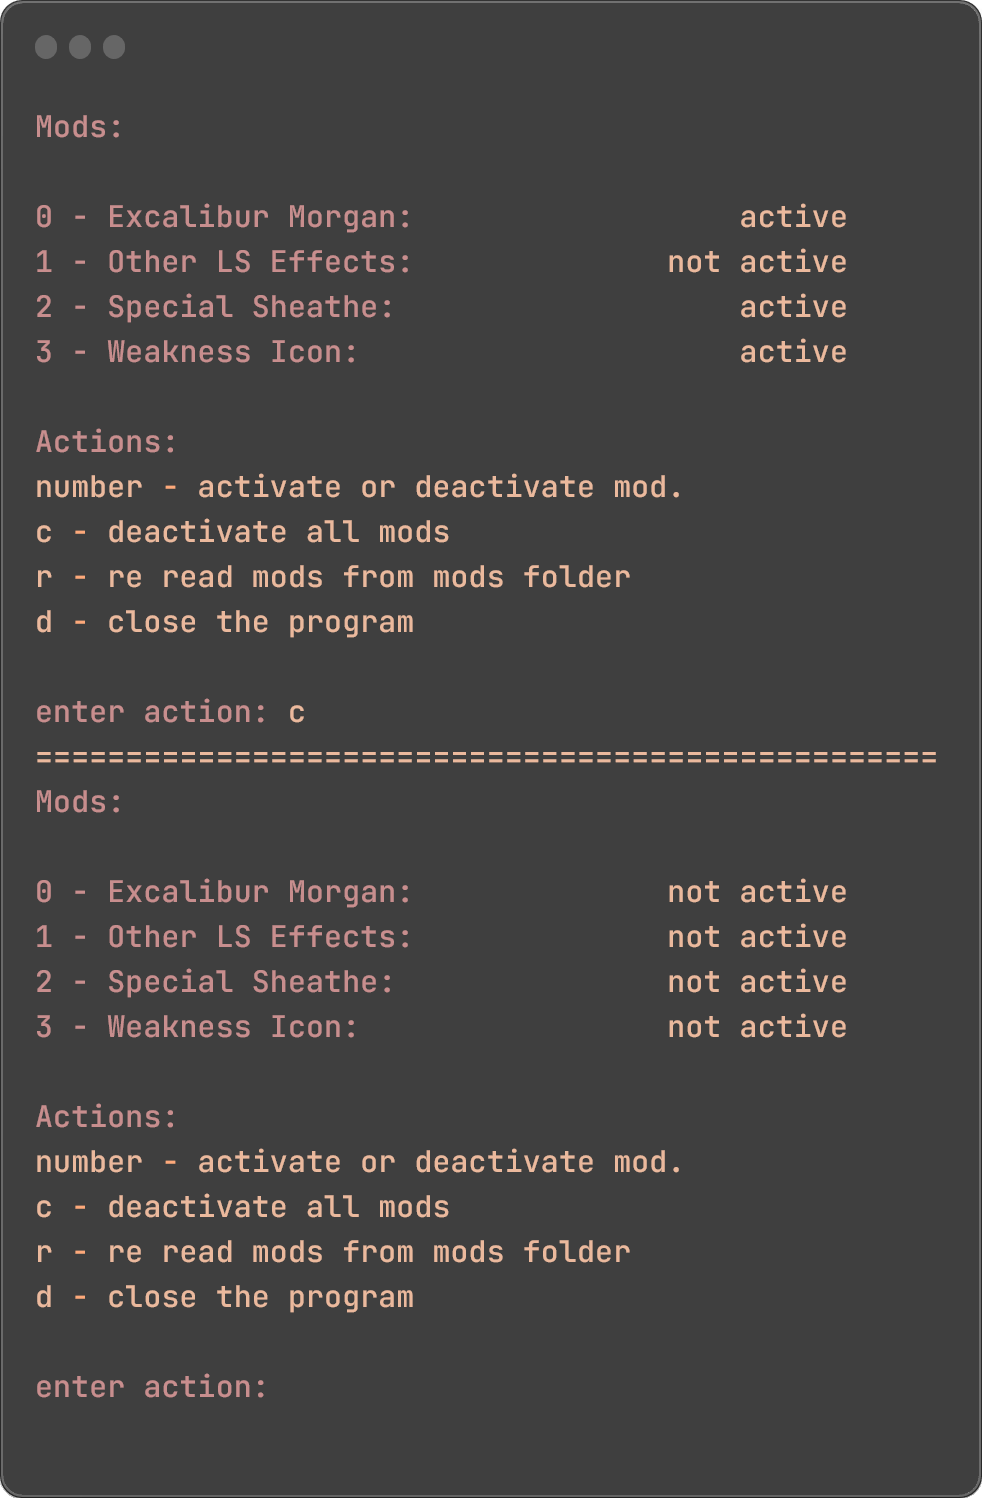 Mods:

0 - Excalibur Morgan:                  active
1 - Other LS Effects:              not active
2 - Special Sheathe:                   active
3 - Weakness Icon:                     active

Actions:
number - activate or deactivate mod.
c - deactivate all mods
r - re read mods from mods folder
d - close the program

enter action: c
==================================================
Mods:

0 - Excalibur Morgan:              not active
1 - Other LS Effects:              not active
2 - Special Sheathe:               not active
3 - Weakness Icon:                 not active

Actions:
number - activate or deactivate mod.
c - deactivate all mods
r - re read mods from mods folder
d - close the program

enter action: